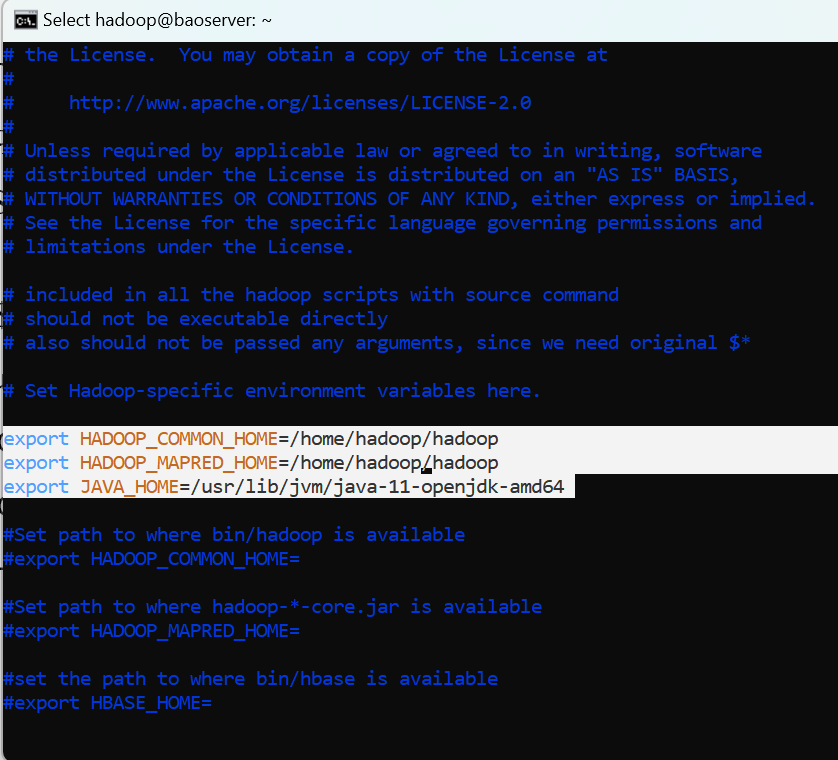 Select hadoop@baoserver: ~
# the License.  You may obtain a copy of the License at
#
#     http://www.apache.org/licenses/LICENSE-2.0
#
# Unless required by applicable law or agreed to in writing, software
# distributed under the License is distributed on an "AS IS" BASIS,
# WITHOUT WARRANTIES OR CONDITIONS OF ANY KIND, either express or implied.
# See the License for the specific language governing permissions and
# limitations under the License.
# included in all the hadoop scripts with source command
# should not be executable directly
# also should not be passed any arguments, since we need original $*
# Set Hadoop-specific environment variables here.
export HADOOP_COMMON_HOME=/home/hadoop/hadoop
export HADOOP_MAPRED_HOME=/home/hadoop/hadoop
export JAVA_HOME=/usr/lib/jvm/java-11-openjdk-amd64
#Set path to where bin/hadoop is available
#export HADOOP_COMMON_HOME=
#Set path to where hadoop-*-core.jar is available
#export HADOOP_MAPRED_HOME=
#set the path to where bin/hbase is available
#export HBASE_HOME=